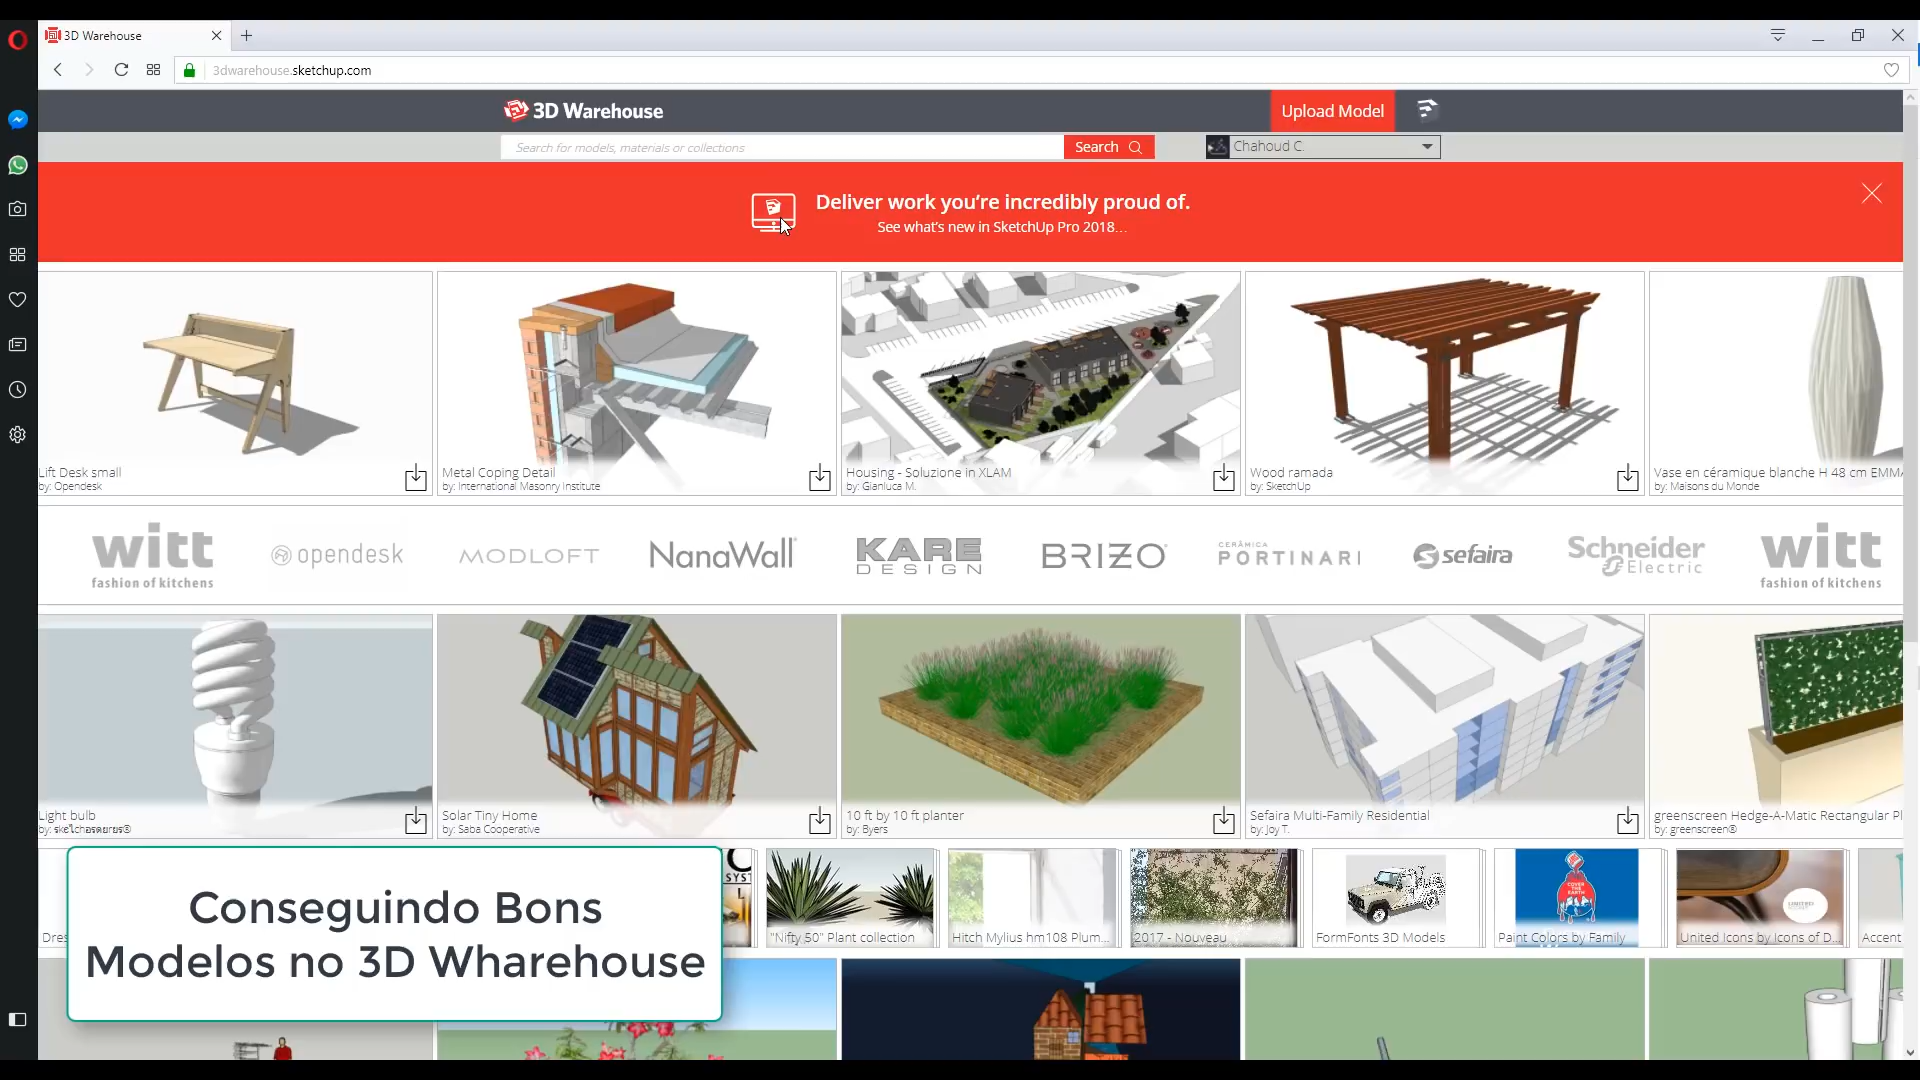 3D Warehouse
3dwarehouse.sketchup.com
3D Warehouse
Upload Model
Search for models, materials or collections
Search
Chahoud C.
Deliver work you're incredibly proud of.
See what's new in SketchUp Pro 2018...
Lift Desk small
by: Opendesk
Metal Coping Detail
by: International Masonry Institute
Housing - Soluzione in XLAM
by: Gianluca M.
Wood ramada
by: SketchUp
Vase en céramique blanche H 48 cm EMMA
by: Maisons du Monde
witt
fashion of kitchens
opendesk
MODLOFT
NanaWall
KARE
DESIGN
BRIZO
CERÂMICA
PORTINARI
sefaira
Schneider
Electric
witt
fashion of kitchens
Light bulb
Solar Tiny Home
by: Saba Cooperative
10 ft by 10 ft planter
by: Byers
Sefaira Multi-Family Residential
by: Joy T.
greenscreen Hedge-A-Matic Rectangular Pl
by: greenscreen®
Conseguindo Bons
Modelos no 3D Wharehouse
Dres
"Nifty 50" Plant collection
Hitch Mylius hm108 Plum...
2017 - Nouveau
FormFonts 3D Models
COVER THE EARTH
Paint Colors by Family
UNITED
United Icons by Icons of D...
Accent